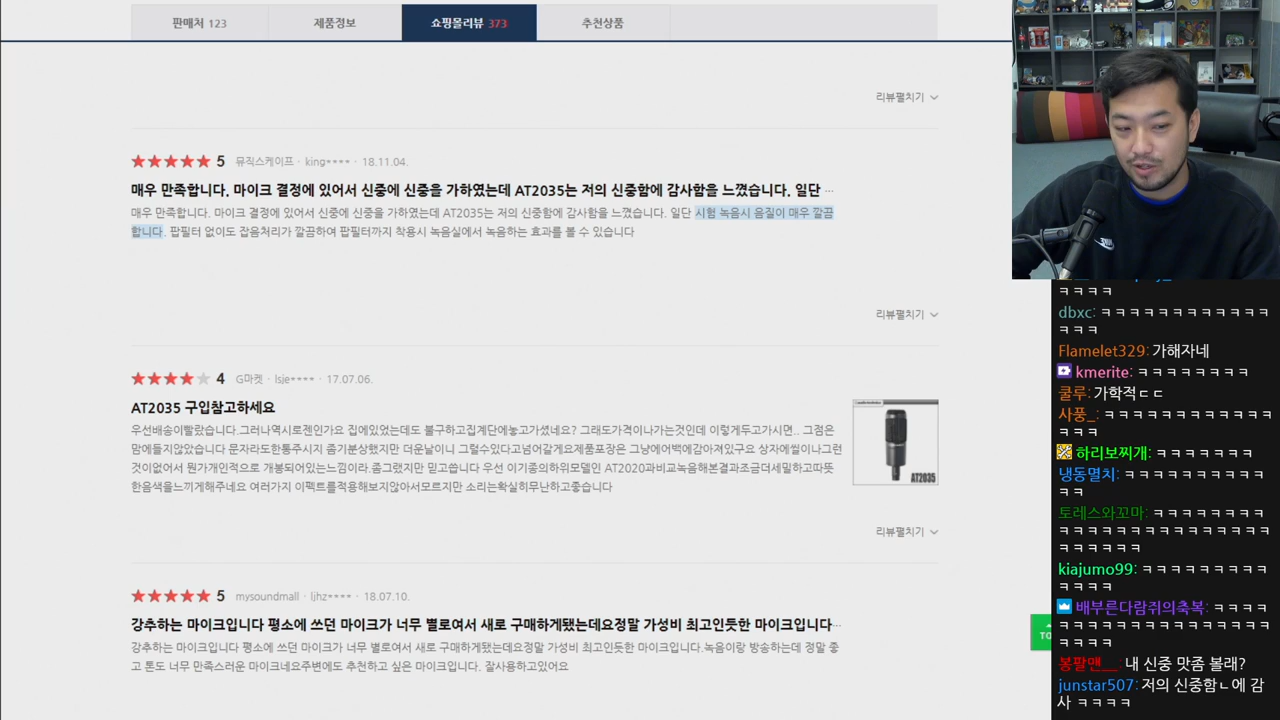 판매처 123
제품정보
쇼핑몰리뷰 373
추천상품
리뷰펼치기
5 뮤직스케이프 · king**** · 18.11.04.
매우 만족합니다. 마이크 결정에 있어서 신중에 신중을 가하였는데 AT2035는 저의 신중함에 감사함을 느꼈습니다. 일단 ...
매우 만족합니다. 마이크 결정에 있어서 신중에 신중을 가하였는데 AT2035는 저의 신중함에 감사함을 느꼈습니다. 일단 시험 녹음시 음질이 매우 깔끔
합니다. 팝필터 없이도 잡음처리가 깔끔하여 팝필터까지 착용시 녹음실에서 녹음하는 효과를 볼 수 있습니다
리뷰펼치기
4 G마켓 · lsje**** · 17.07.06.
AT2035 구입참고하세요
우선배송이빨랐습니다.그러나역시로젠인가요 집에있었는데도 불구하고집계단에놓고가셨네요? 그래도가격이나가는것인데 이렇게두고가시면.. 그점은
맘에들지않았습니다 문자라도한통주시지 좀기분상했지만 더운날이니 그럴수있다고넘어갈게요제품포장은 그냥에어백에감아져있구요 상자에씰이나그런
것이없어서 뭔가개인적으로 개봉되어있는느낌이라.좀그랬지만 믿고씁니다 우선 이기종의하위모델인 AT2020과비교녹음해본결과조금더세밀하고따뜻
한음색을느끼게해주네요 여러가지 이펙트를적용해보지않아서모르지만 소리는확실히무난하고좋습니다
AT2035
리뷰펼치기
5 mysoundmall · ljhz**** · 18.07.10.
강추하는 마이크입니다 평소에 쓰던 마이크가 너무 별로여서 새로 구매하게됐는데요정말 가성비 최고인듯한 마이크입니다...
강추하는 마이크입니다 평소에 쓰던 마이크가 너무 별로여서 새로 구매하게됐는데요정말 가성비 최고인듯한 마이크입니다.녹음이랑 방송하는데 정말 좋
고 톤도 너무 만족스러운 마이크네요주변에도 추천하고 싶은 마이크입니다. 잘사용하고있어요
TO
ㅋㅋㅋㅋ
dbxc: ㅋㅋㅋㅋㅋㅋㅋㅋㅋㅋㅋㅋ
ㅋㅋㅋ
Flamelet329: 가해자네
kmerite: ㅋㅋㅋㅋㅋㅋㅋㅋ
쿨루: 가학적ㄷㄷ
사풍_: ㅋㅋㅋㅋㅋㅋㅋㅋㅋㅋㅋㅋ
ㅋㅋㅋ
하리보찌개: ㅋㅋㅋㅋㅋㅋㅋ
냉동멸치: ㅋㅋㅋㅋㅋㅋㅋㅋㅋㅋ
ㅋㅋ
토레스와꼬마: ㅋㅋㅋㅋㅋㅋㅋㅋ
ㅋㅋㅋㅋㅋㅋㅋㅋㅋㅋㅋㅋㅋㅋㅋ
ㅋㅋㅋㅋㅋㅋ
kiajumo99: ㅋㅋㅋㅋㅋㅋㅋㅋㅋ
ㅋㅋㅋㅋ
배부른다람쥐의축복: ㅋㅋㅋㅋ
ㅋㅋㅋㅋㅋㅋㅋㅋㅋㅋㅋㅋㅋㅋㅋ
ㅋㅋㅋㅋ
봉팔맨__: 내 신중 맛좀 볼래?
junstar507: 저의 신중함ㄴ에 감
사 ㅋㅋㅋㅋ